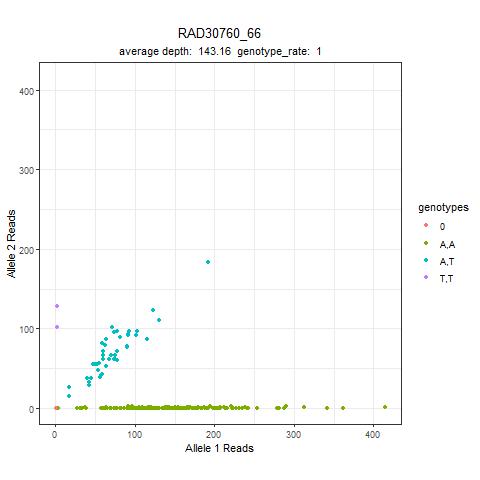 RAD30760_66
average depth: 143.16 genotype_rate: 1
400
300
200
100
0
Allele 2 Reads
0 100 200 300 400
Allele 1 Reads
genotypes
0
A,A
A,T
T,T